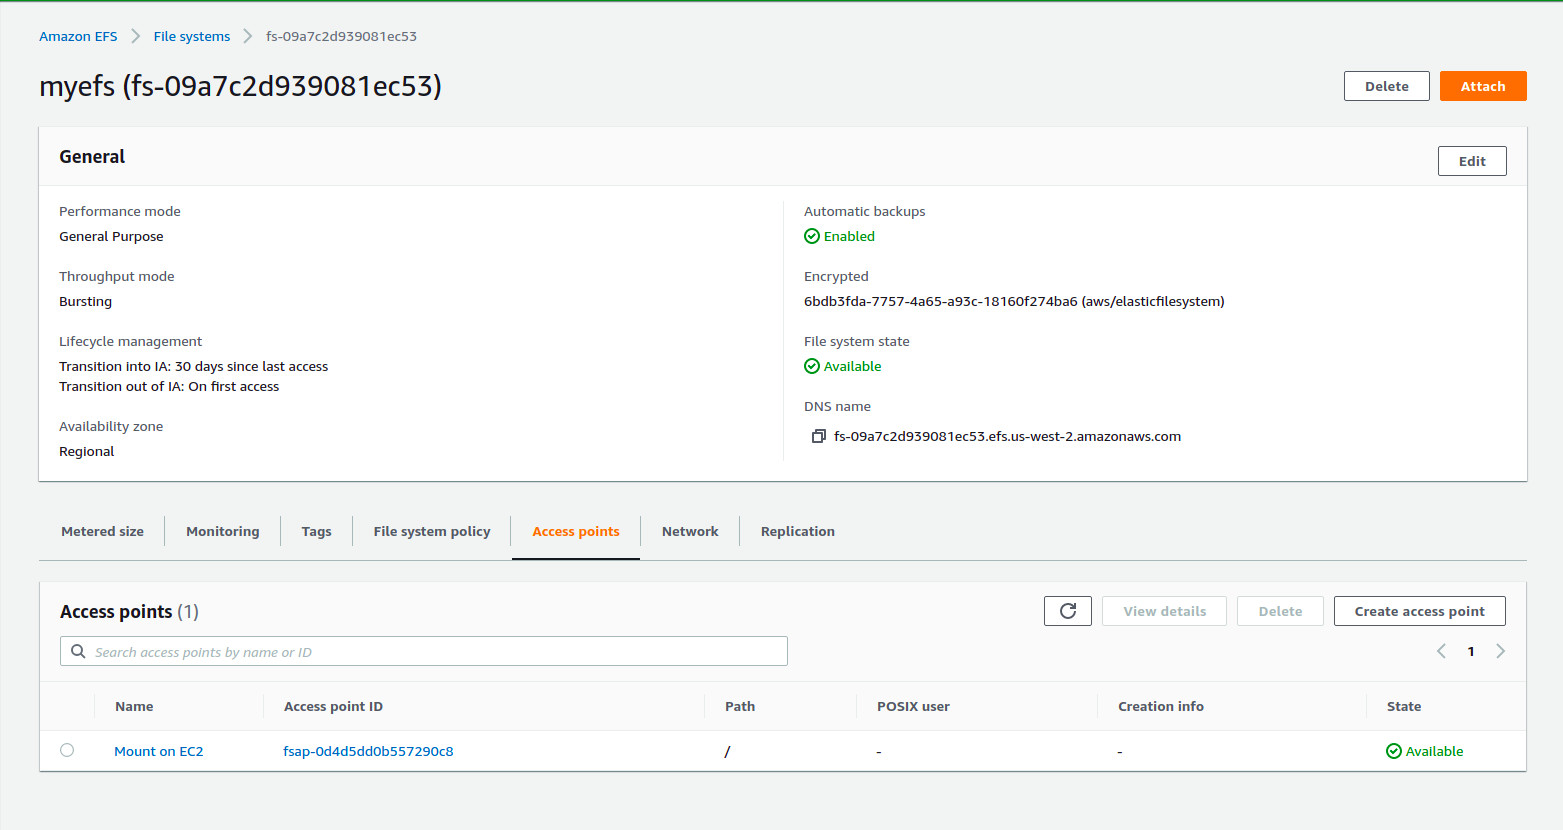 Amazon EFS File systems fs-09a7c2d939081ec53
myefs (fs-09a7c2d939081ec53)
Delete Attach
General
Edit
Performance mode
General Purpose
Throughput mode
Bursting
Lifecycle management
Transition into IA: 30 days since last access
Transition out of IA: On first access
Availability zone
Regional
Automatic backups
Enabled
Encrypted
6bdb3fda-7757-4a65-a93c-18160f274ba6 (aws/elasticfilesystem)
File system state
Available
DNS name
fs-09a7c2d939081ec53.efs.us-west-2.amazonaws.com
Metered size Monitoring Tags File system policy Access points Network Replication
Access points (1)
View details Delete Create access point
Search access points by name or ID
1
Name Access point ID Path POSIX user Creation info State
Mount on EC2 fsap-0d4d5dd0b557290c8 / - - Available